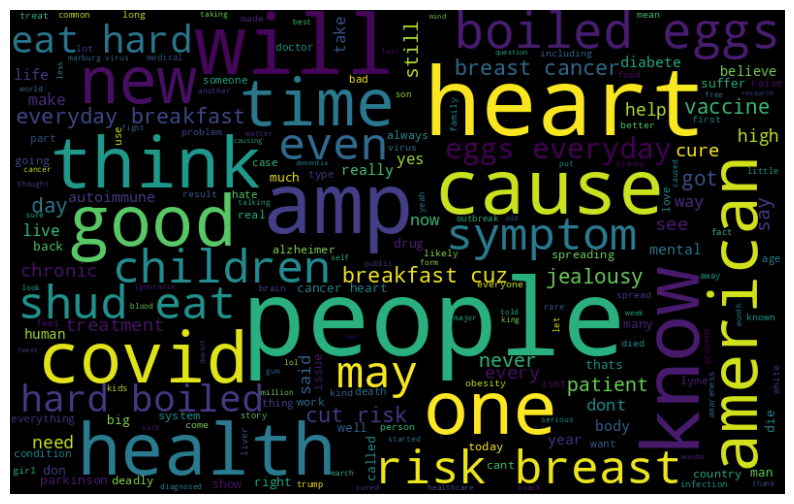 treat
common
long
taking
made
best
mind
question
including
mean
eat hard
will
boiled eggs
take
still
marburg virus
medical
less
lot
doctor
someone
new
time
heart
breast cancer
diabete
believe
life
make
bad
son
food
suffer
raise
everyday breakfast
use
family
help
vaccine
free
research
better
first
part
fight
problem
matter
always
even
eggs everyday
high
going
think
case
virus
yes
cure
cancer
dementia
causing
really
put
kidney
thought
autoimmune
result
hate
much
type
cause
got
little
day
sure
talking
real
amp
now
love
caused
way
say
live
good
outbreak
old
symptom
see
fact
back
yeah
drug
alzheimer
spreading
mental
age
chronic
children
self
likely
form
look
public
breakfast cuz
everyone
jealousy
away
shud eat
blood
ignorance
brain
cancer heart
people
rare
spread
know
american
human
feel
treatment
major
week
many
month
known
told
king
let
died
covid
tweet
doesnt
said
may
never
thats
prevent
lol
issue
every
isnt
lyme
awareness
kids
gum
obesity
patient
white
hard boiled
kind
death
one
dont
everything
thing
cut risk
work
die
million
big
system
story
well
person
serious
body
need
come
sick
health
today
year
want
condition
called
started
cant
wonder
girl
don
liver
risk breast
country
man
parkinson
deadly
show
right
trump
march
infection
thank
diagnosed
cured
healthcare
black